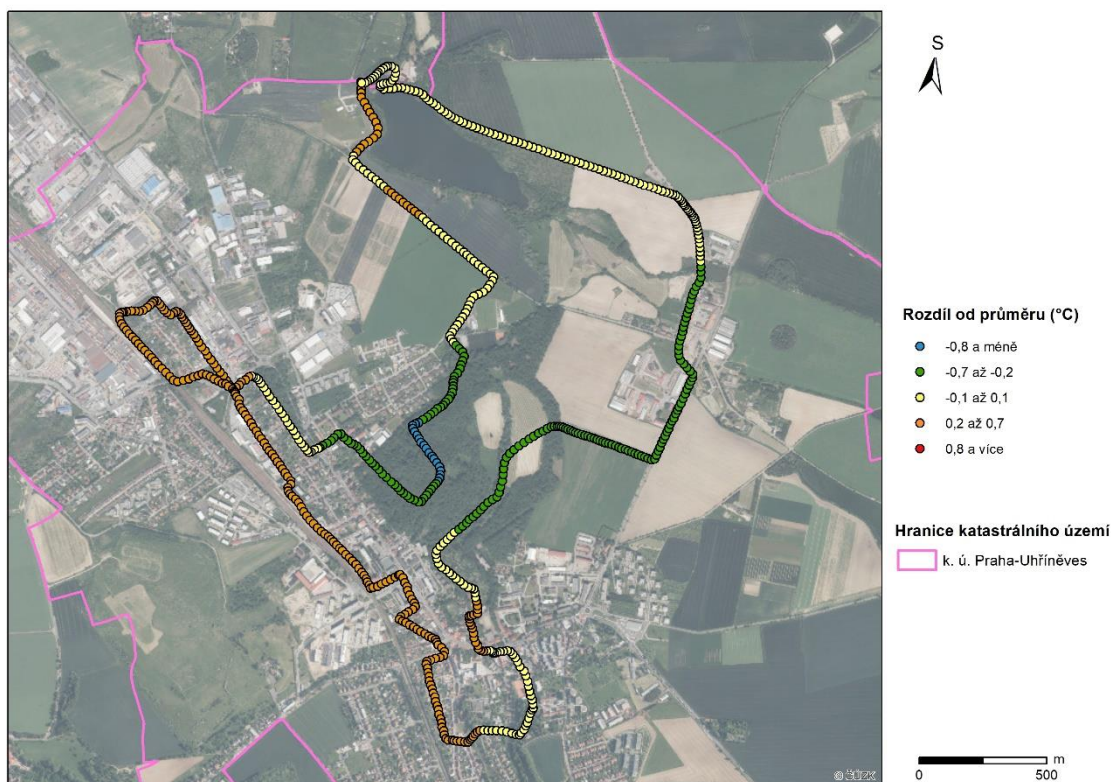 S
Rozdíl od průměru (°C)
-0,8 a méně
-0,7 až -0,2
-0,1 až 0,1
0,2 až 0,7
0,8 a více
Hranice katastrálního území
k. ú. Praha-Uhříněves
m
0 500
© ČÚZK